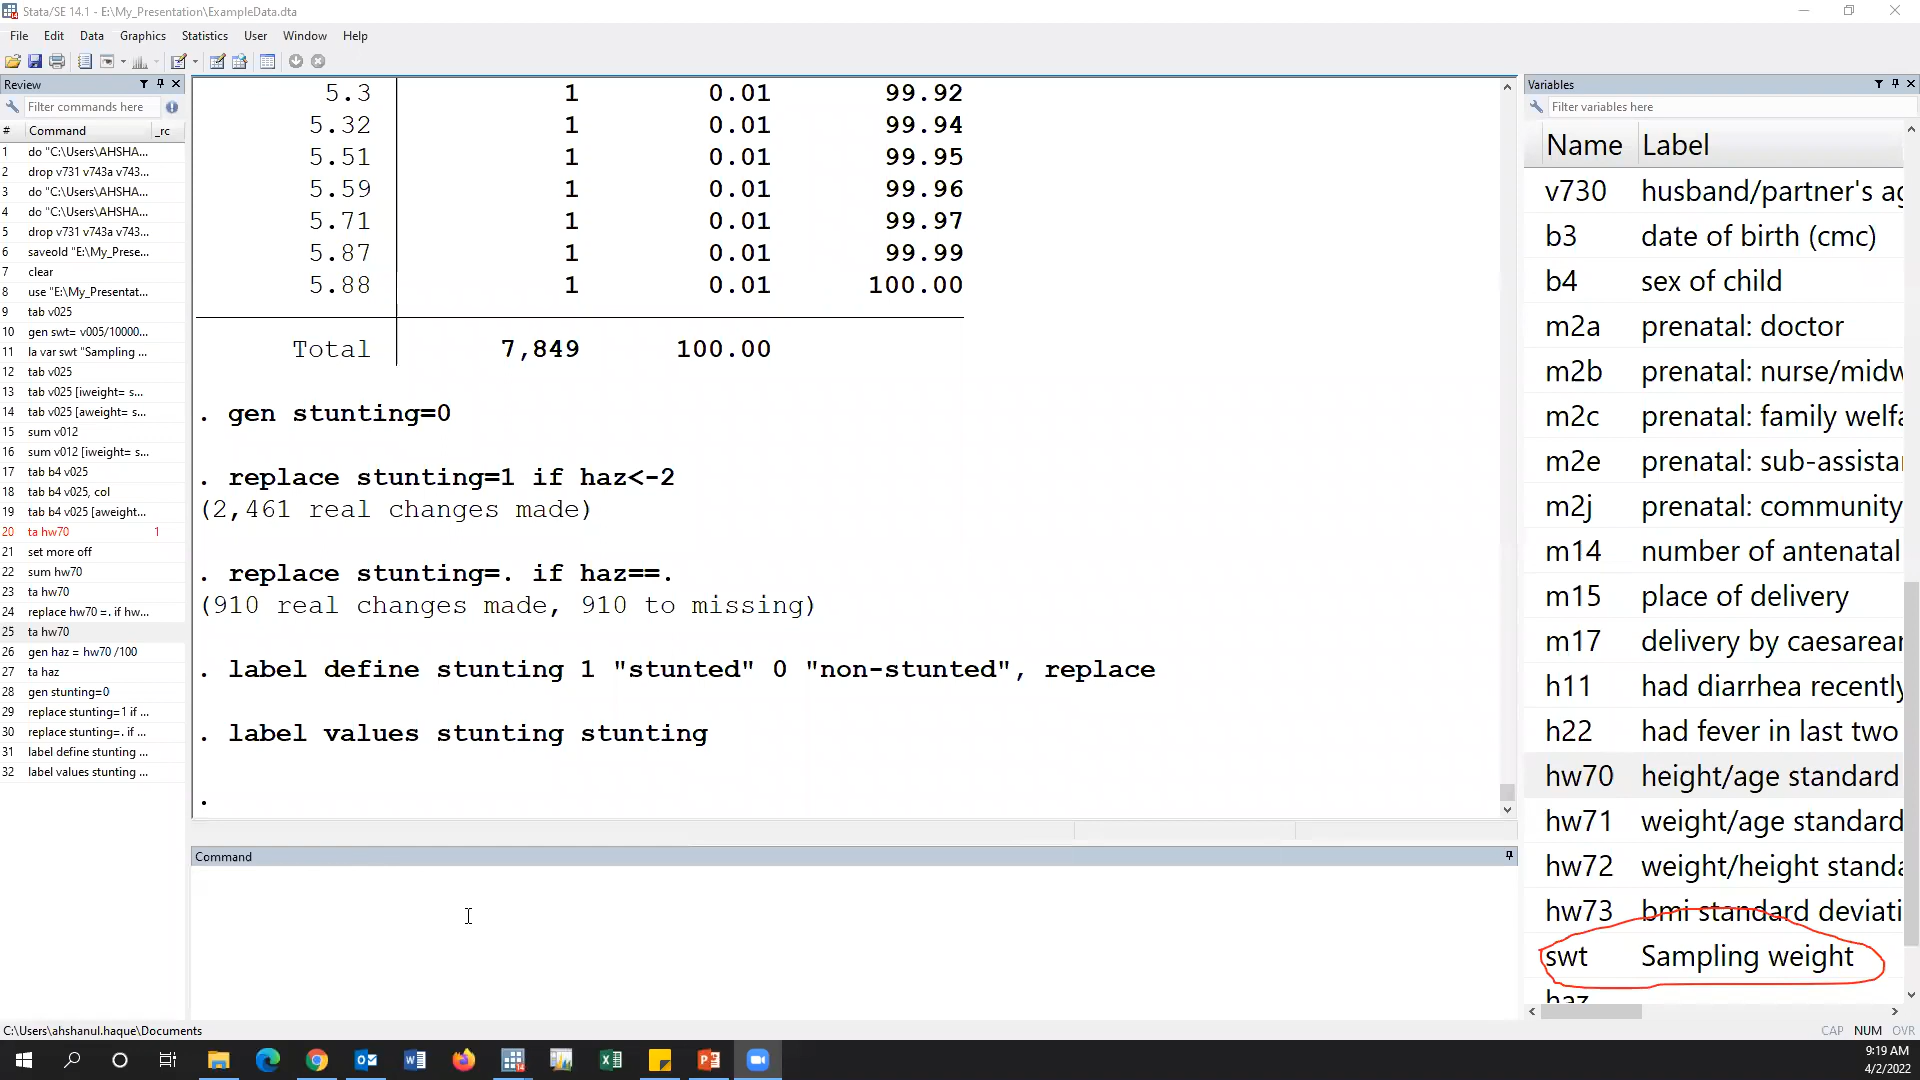 Stata/SE 14.1 - E:\My_Presentation\ExampleData.dta
File Edit Data Graphics Statistics User Window Help
Review
Filter commands here
# Command _rc
1 do "C:\Users\AHSHA...
2 drop v731 v743a v743...
3 do "C:\Users\AHSHA...
4 do "C:\Users\AHSHA...
5 drop v731 v743a v743...
6 saveold "E:\My_Prese...
7 clear
8 use "E:\My_Presentat...
9 tab v025
10 gen swt= v005/10000...
11 la var swt "Sampling ...
12 tab v025
13 tab v025 [iweight= s...
14 tab v025 [aweight= s...
15 sum v012
16 sum v012 [iweight= s...
17 tab b4 v025
18 tab b4 v025, col
19 tab b4 v025 [aweight...
20 ta hw70 1
21 set more off
22 sum hw70
23 ta hw70
24 replace hw70 =. if hw...
25 ta hw70
26 gen haz = hw70 /100
27 ta haz
28 gen stunting=0
29 replace stunting=1 if ...
30 replace stunting=. if ...
31 label define stunting ...
32 label values stunting ...
5.3 1 0.01 99.92
5.32 1 0.01 99.94
5.51 1 0.01 99.95
5.59 1 0.01 99.96
5.71 1 0.01 99.97
5.87 1 0.01 99.99
5.88 1 0.01 100.00
Total 7,849 100.00
. gen stunting=0
. replace stunting=1 if haz<-2
(2,461 real changes made)
. replace stunting=. if haz==.
(910 real changes made, 910 to missing)
. label define stunting 1 "stunted" 0 "non-stunted", replace
. label values stunting stunting
.
Command
Variables
Filter variables here
Name Label
v730 husband/partner's ag
b3 date of birth (cmc)
b4 sex of child
m2a prenatal: doctor
m2b prenatal: nurse/midw
m2c prenatal: family welfa
m2e prenatal: sub-assista
m2j prenatal: community
m14 number of antenatal
m15 place of delivery
m17 delivery by caesarean
h11 had diarrhea recently
h22 had fever in last two
hw70 height/age standard
hw71 weight/age standard
hw72 weight/height standa
hw73 bmi standard deviati
swt Sampling weight
haz
C:\Users\ahshanul.haque\Documents
CAP NUM OVR
9:19 AM
4/2/2022